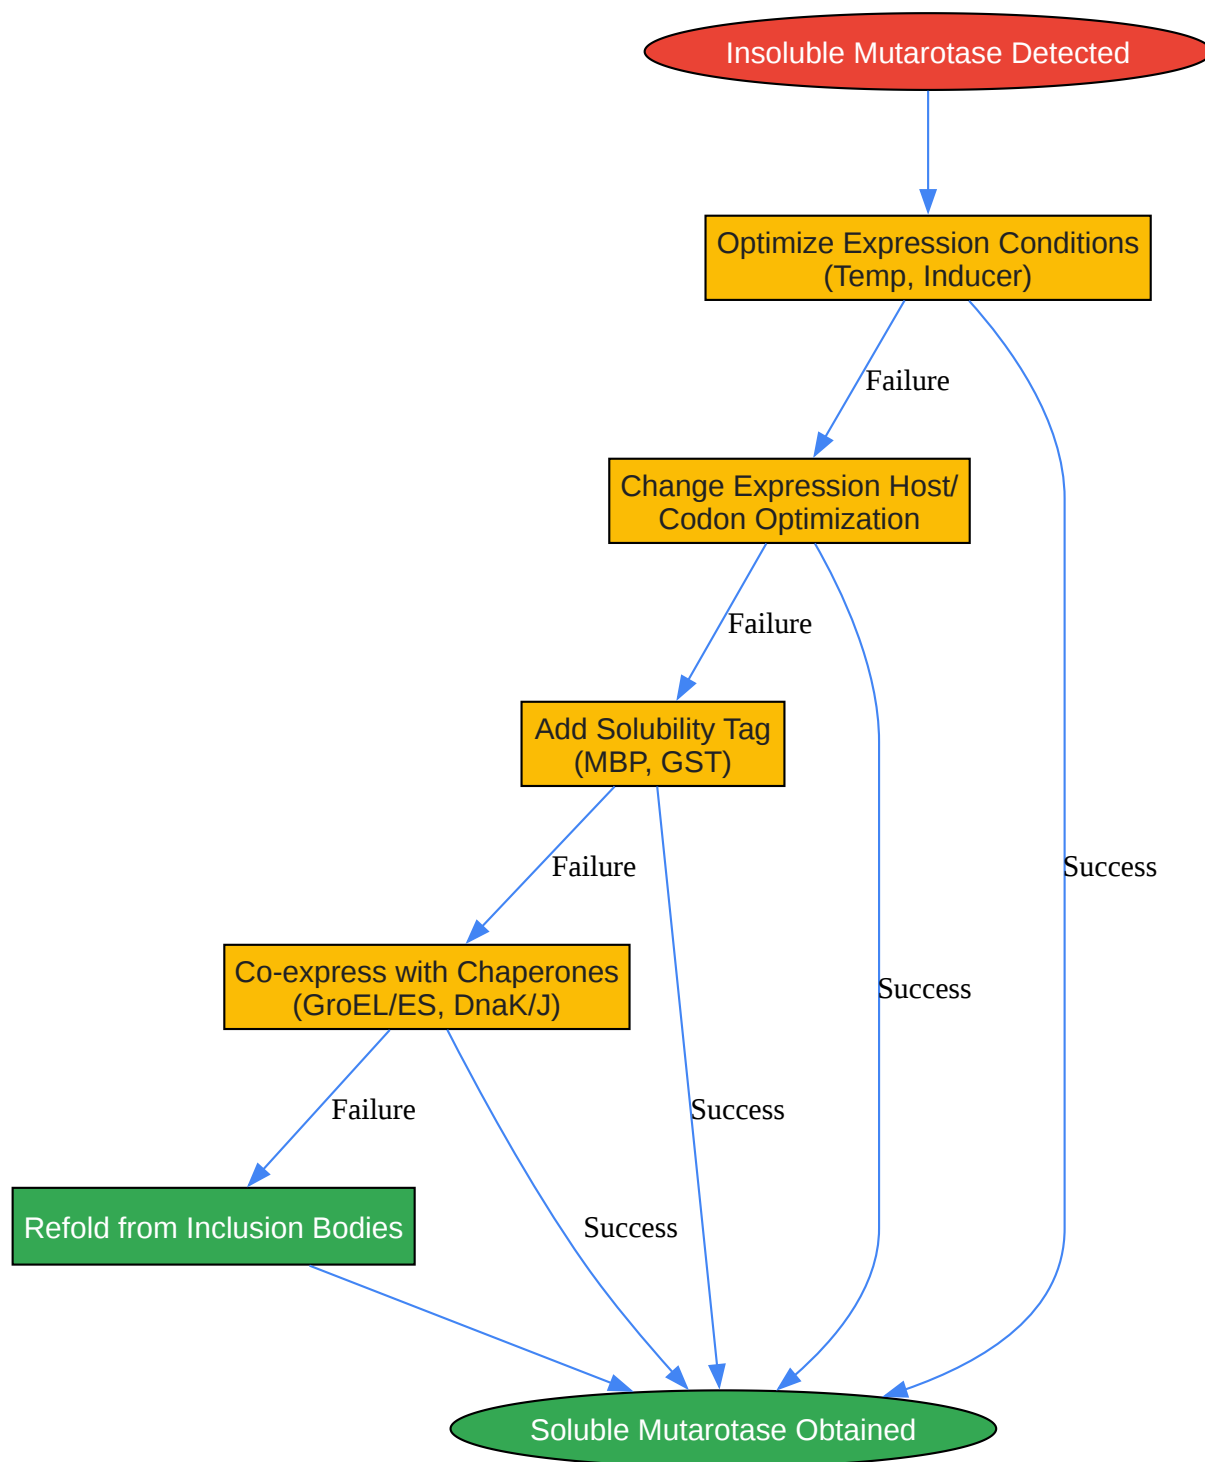 Insoluble Mutarotase Detected
Optimize Expression Conditions
(Temp, Inducer)
Failure
Change Expression Host/
Codon Optimization
Failure
Add Solubility Tag
(MBP, GST)
Failure
Success
Co-express with Chaperones
(GroEL/ES, DnaK/J)
Success
Failure
Success
Refold from Inclusion Bodies
Success
Soluble Mutarotase Obtained